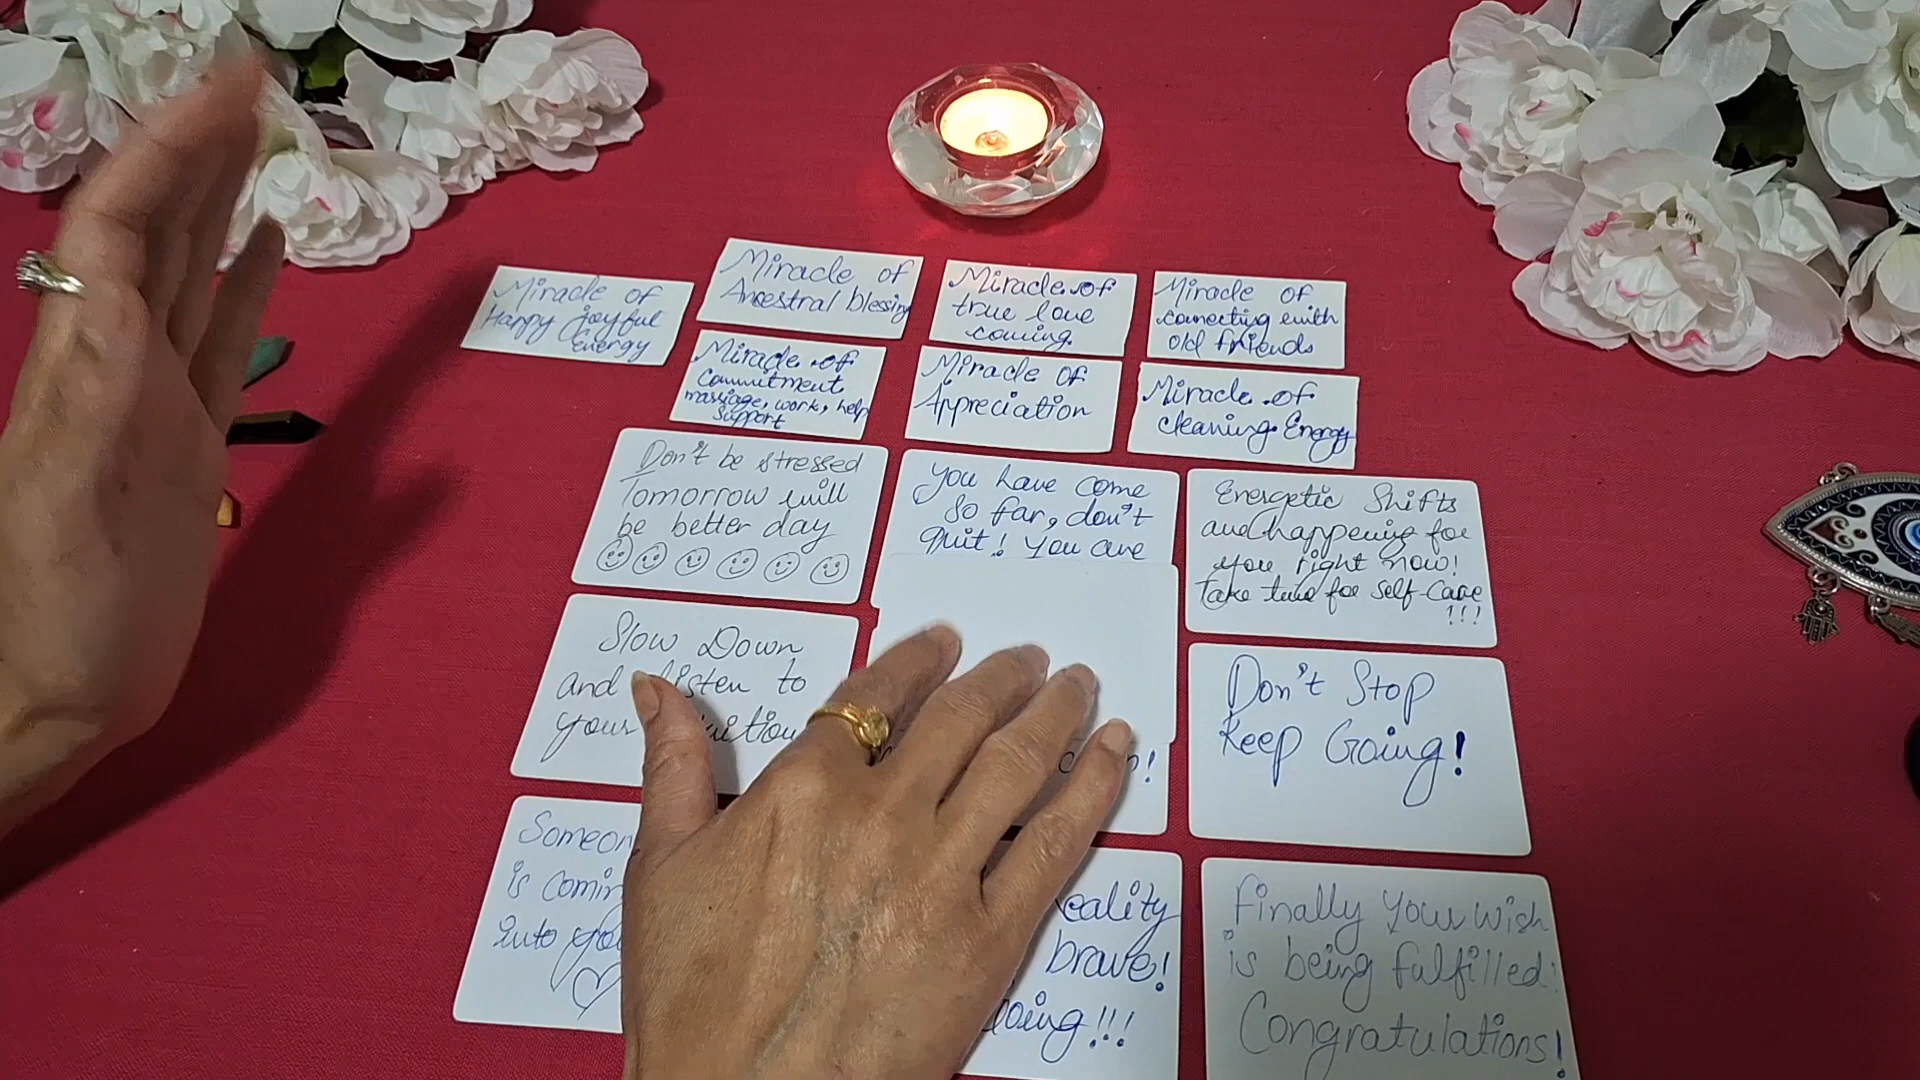 Miracle of
Happy joyful
Energy
Miracle of
Ancestral blessing
Miracle of
true love
coming.
Miracle of
connecting with
old friends
Miracle of
Commitment,
marriage, work, help
Support
Miracle of
Appreciation
Miracle of
cleaning Energy
Don't be stressed
Tomorrow will
be better day
You have come
so far, don't
quit! You are
Energetic Shifts
are happening for
you right now!
Take time for self-care
!!!
Slow Down
and listen to
your
Don't Stop
Keep Going!
is
into
brave!
Finally your wish
is being fulfilled!
Congratulations!